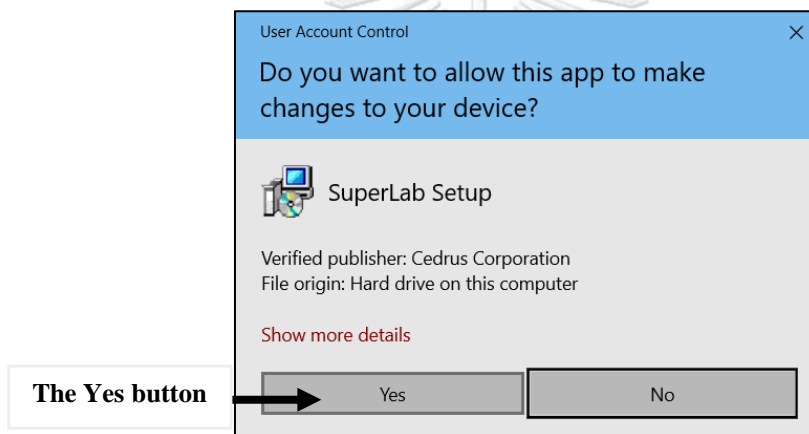 User Account Control
Do you want to allow this app to make
changes to your device?
SuperLab Setup
Verified publisher: Cedrus Corporation
File origin: Hard drive on this computer
Show more details
The Yes button
Yes
No